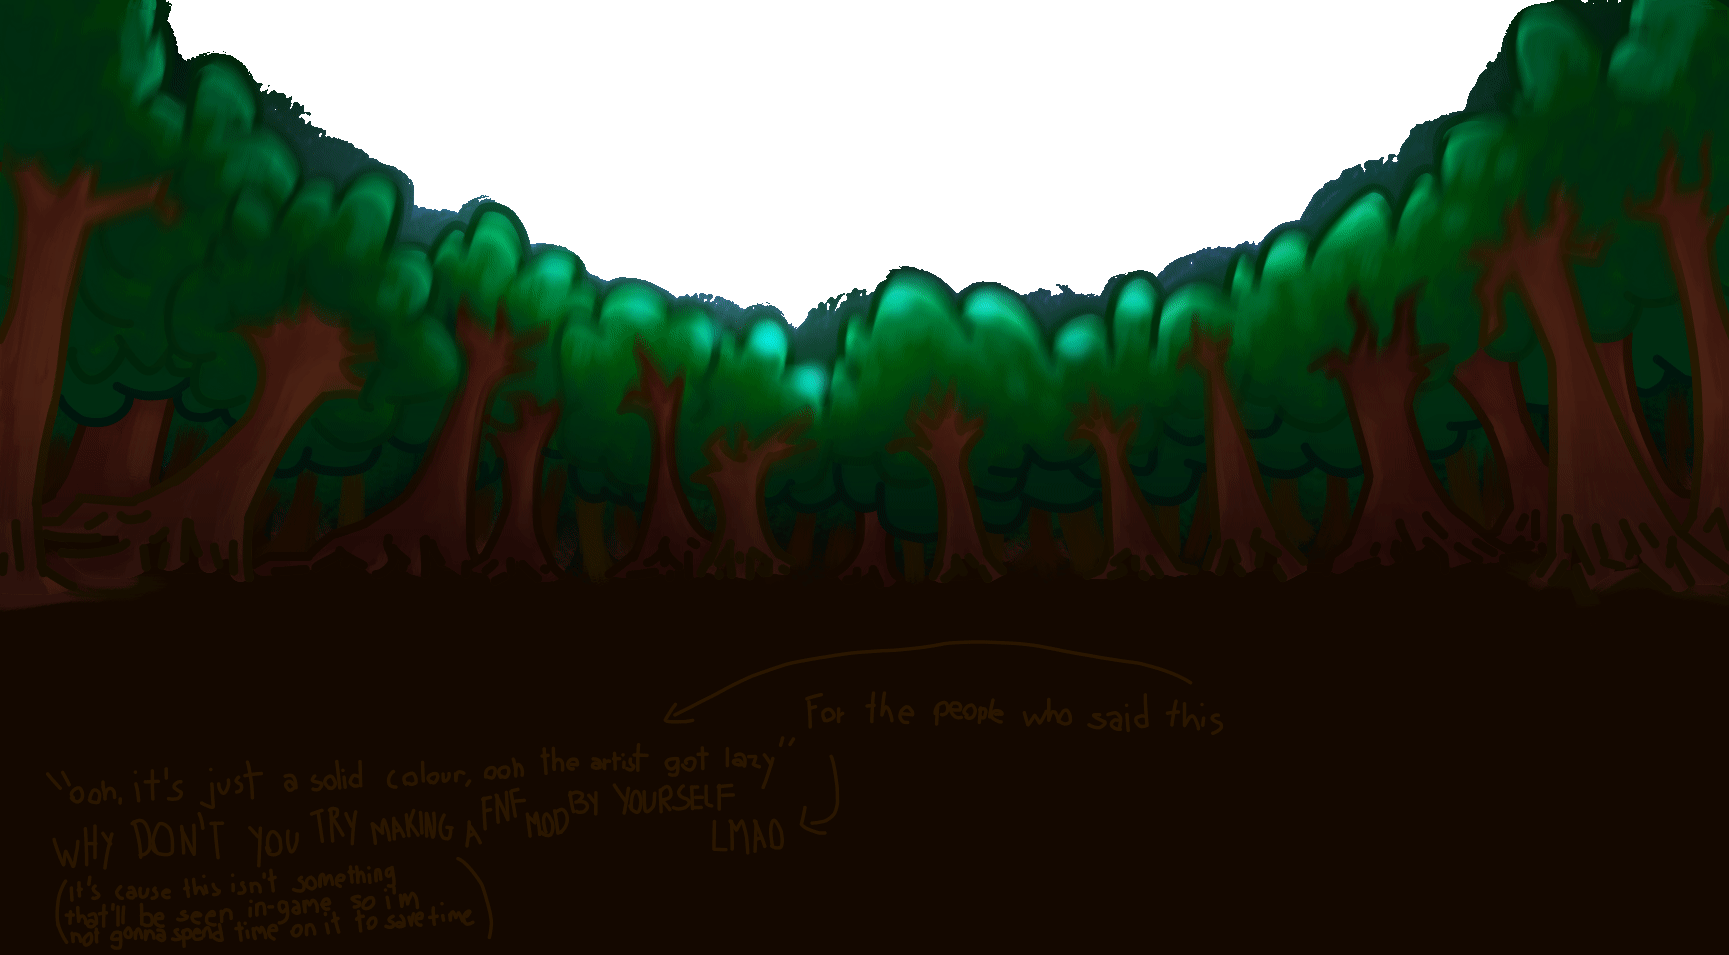 For the people who said this
"ooh, it's just a solid colour, ooh the artist got lazy"
WHY DON'T YOU TRY MAKING A FNF MOD BY YOURSELF
LMAO
(it's cause this isn't something
that'll be seen in-game, so i'm
not gonna spend time on it to save time)